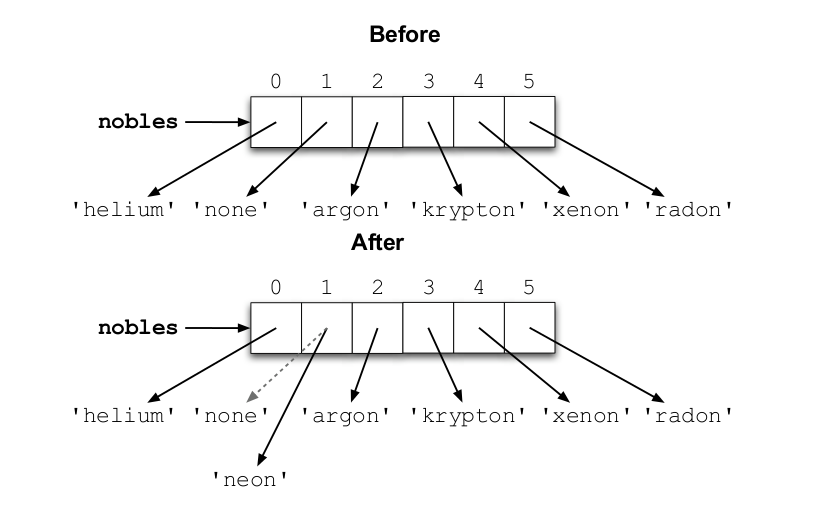 Before
0 1 2 3 4 5
nobles
'helium' 'none' 'argon' 'krypton' 'xenon' 'radon'
After
0 1 2 3 4 5
nobles
'helium' 'none' 'argon' 'krypton' 'xenon' 'radon'
'neon'